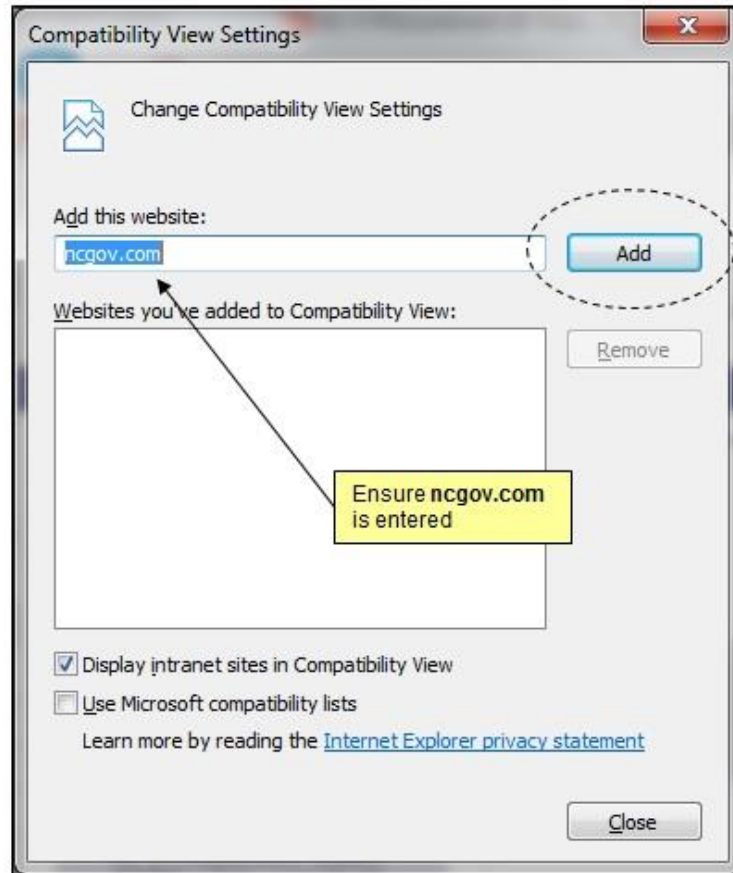 Compatibility View Settings
Change Compatibility View Settings
Add this website:
ncgov.com
Add
Websites you've added to Compatibility View:
Remove
Ensure ncgov.com
is entered
Display intranet sites in Compatibility View
Use Microsoft compatibility lists
Learn more by reading the Internet Explorer privacy statement
Close